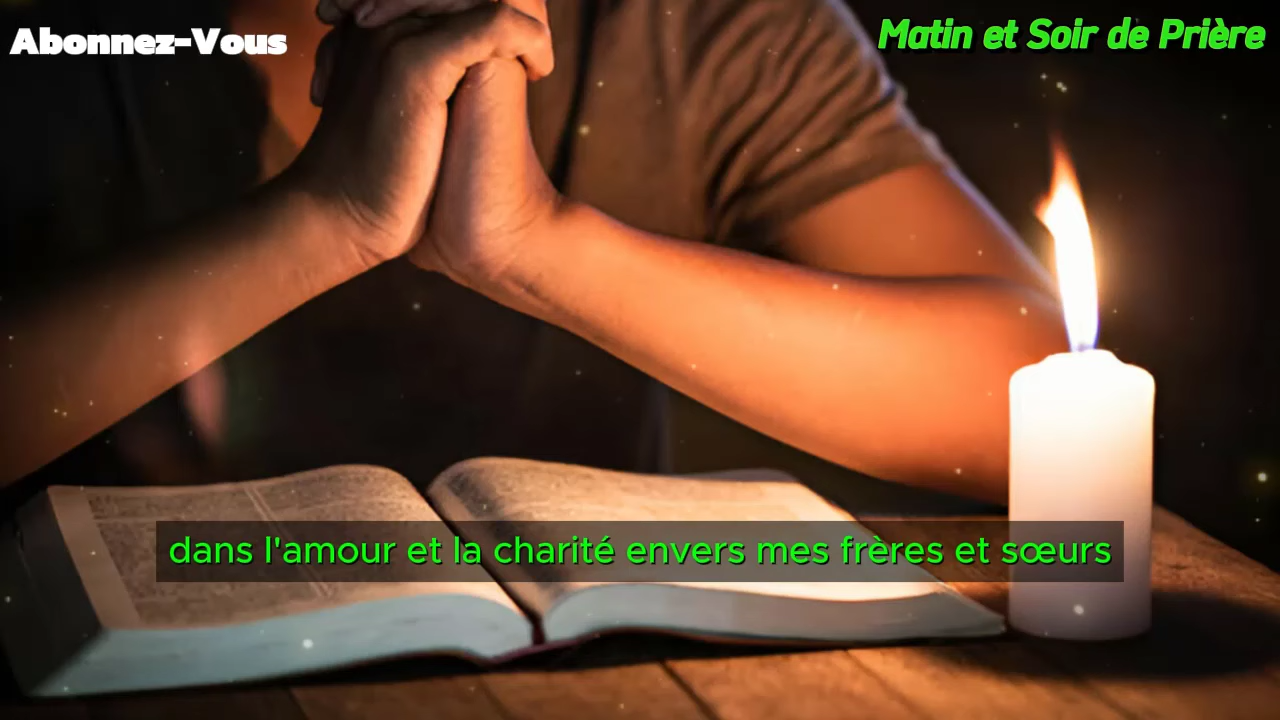 Abonnez-Vous
Matin et Soir de Prière
dans l'amour et la charité envers mes frères et sœurs